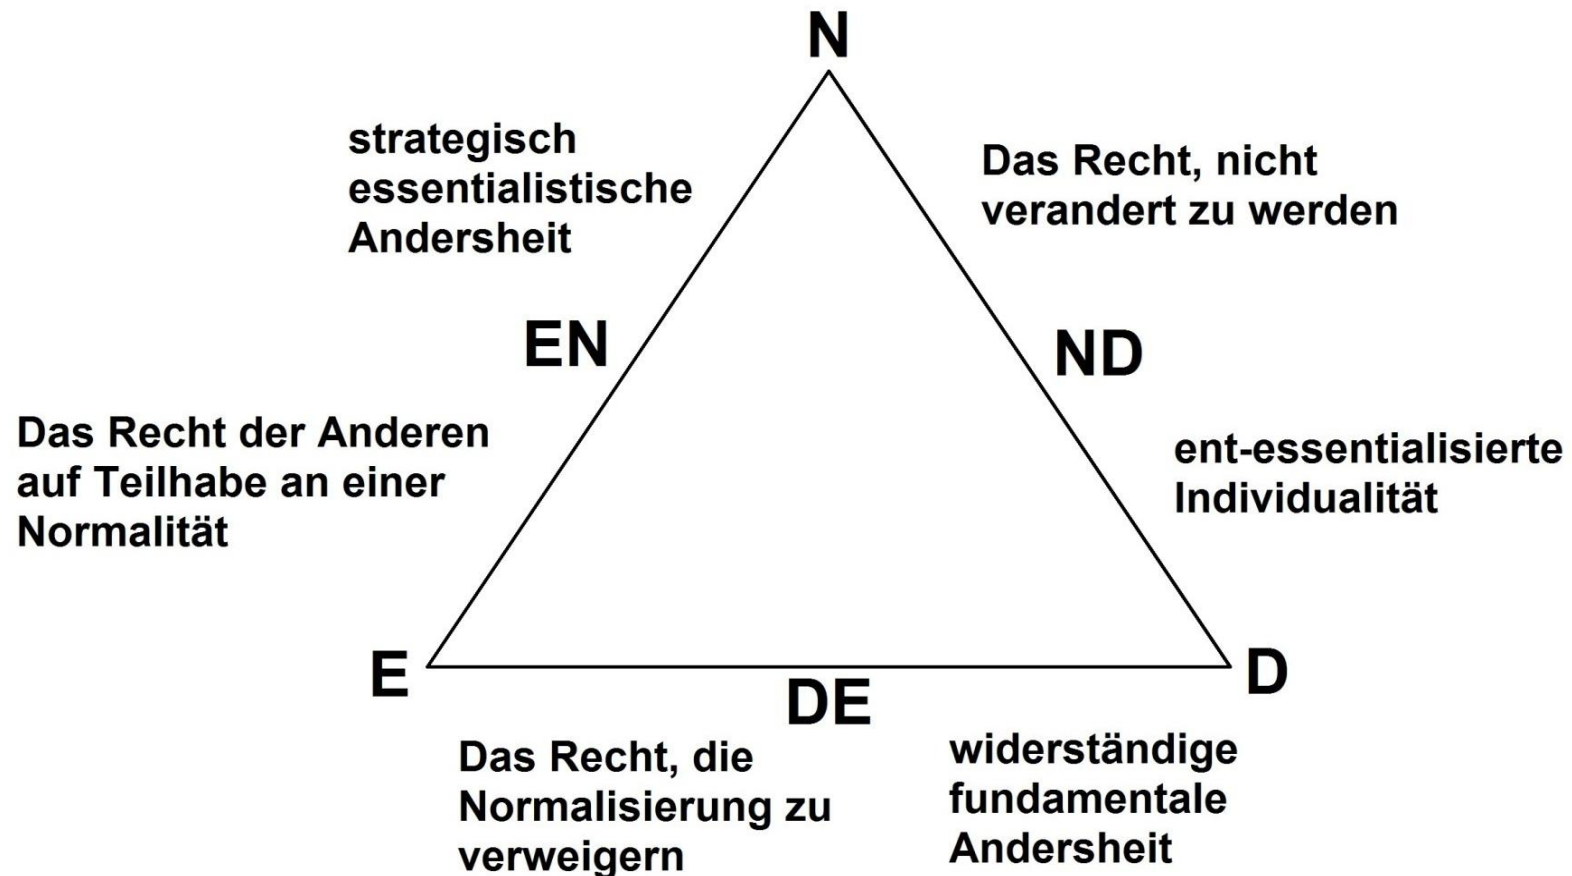 N
strategisch
essentialistische
Andersheit
Das Recht, nicht
verandert zu werden
EN
ND
Das Recht der Anderen
auf Teilhabe an einer
Normalität
ent-essentialisierte
Individualität
E
D
DE
Das Recht, die
Normalisierung zu
verweigern
widerständige
fundamentale
Andersheit